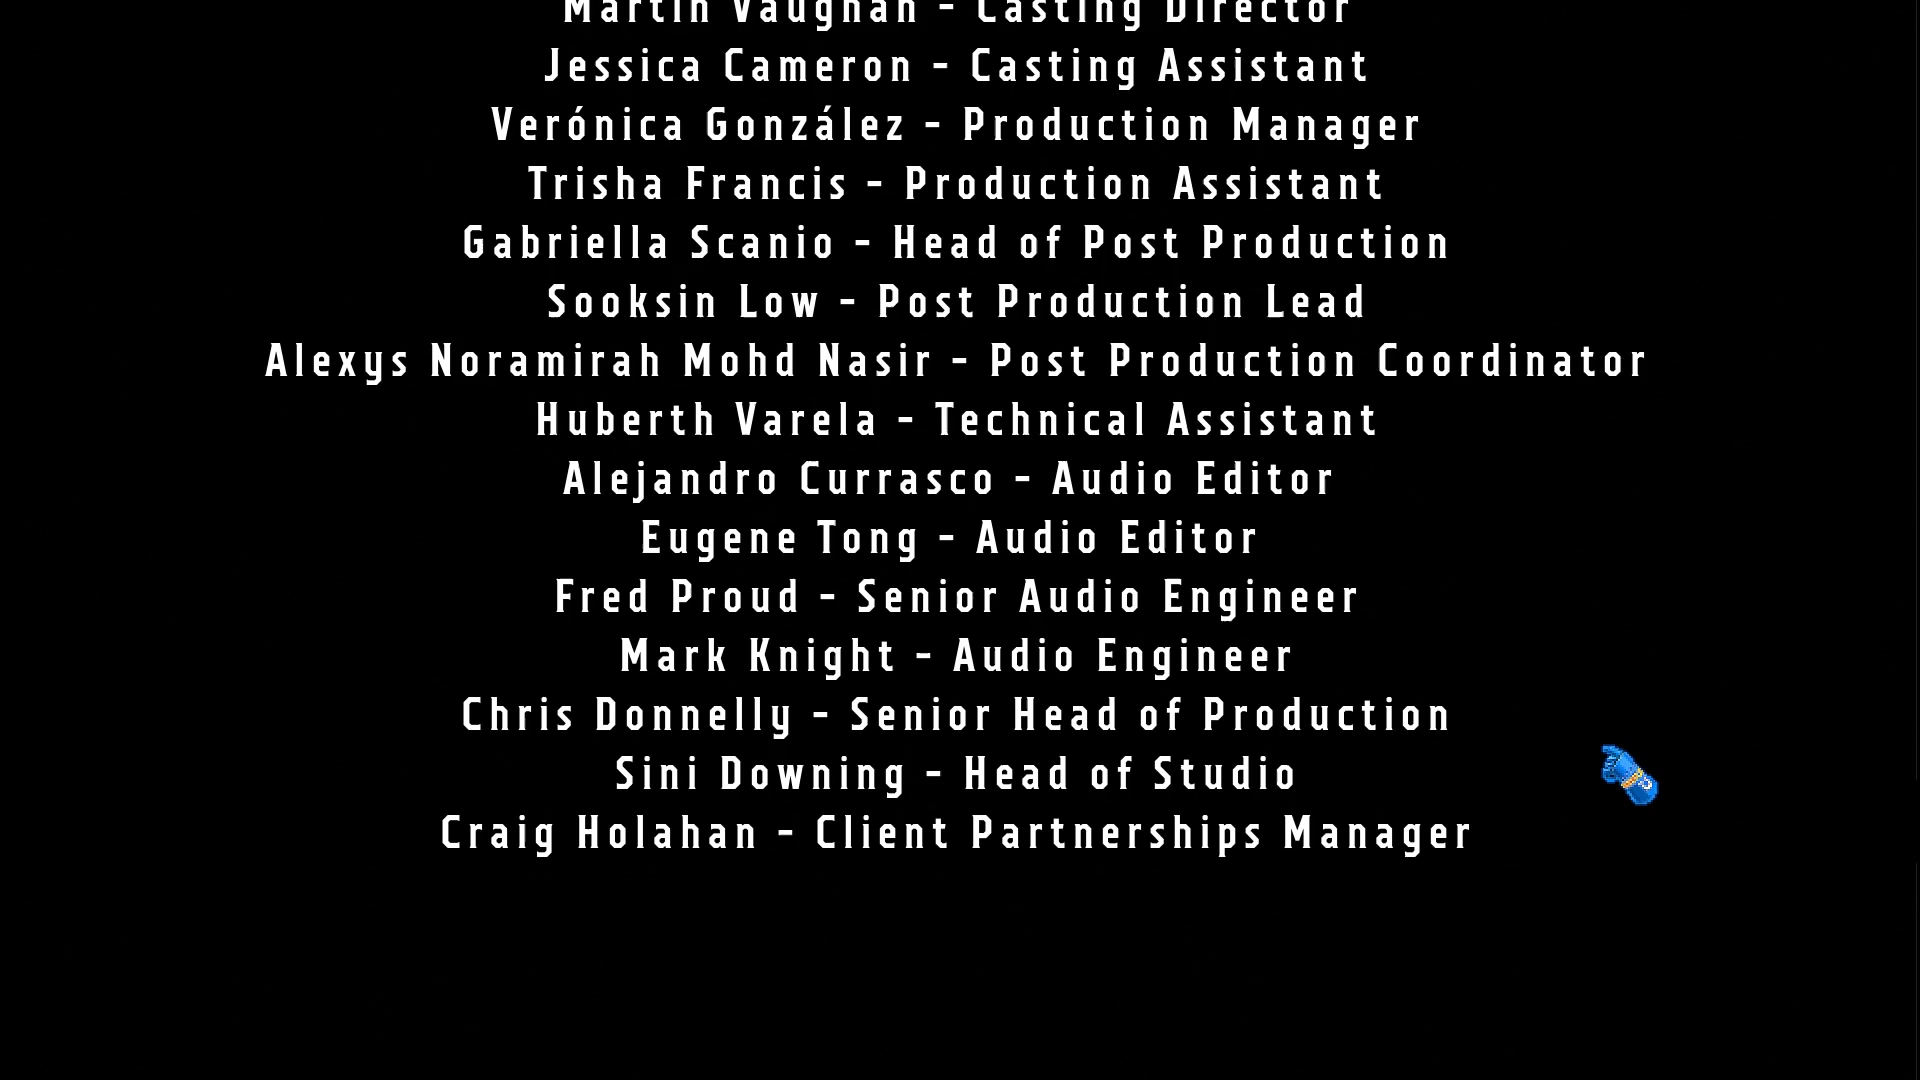 Martin Vaughan - Casting Director
Jessica Cameron - Casting Assistant
Verónica González - Production Manager
Trisha Francis - Production Assistant
Gabriella Scanio - Head of Post Production
Sooksin Low - Post Production Lead
Alexys Noramirah Mohd Nasir - Post Production Coordinator
Huberth Varela - Technical Assistant
Alejandro Currasco - Audio Editor
Eugene Tong - Audio Editor
Fred Proud - Senior Audio Engineer
Mark Knight - Audio Engineer
Chris Donnelly - Senior Head of Production
Sini Downing - Head of Studio
Craig Holahan - Client Partnerships Manager